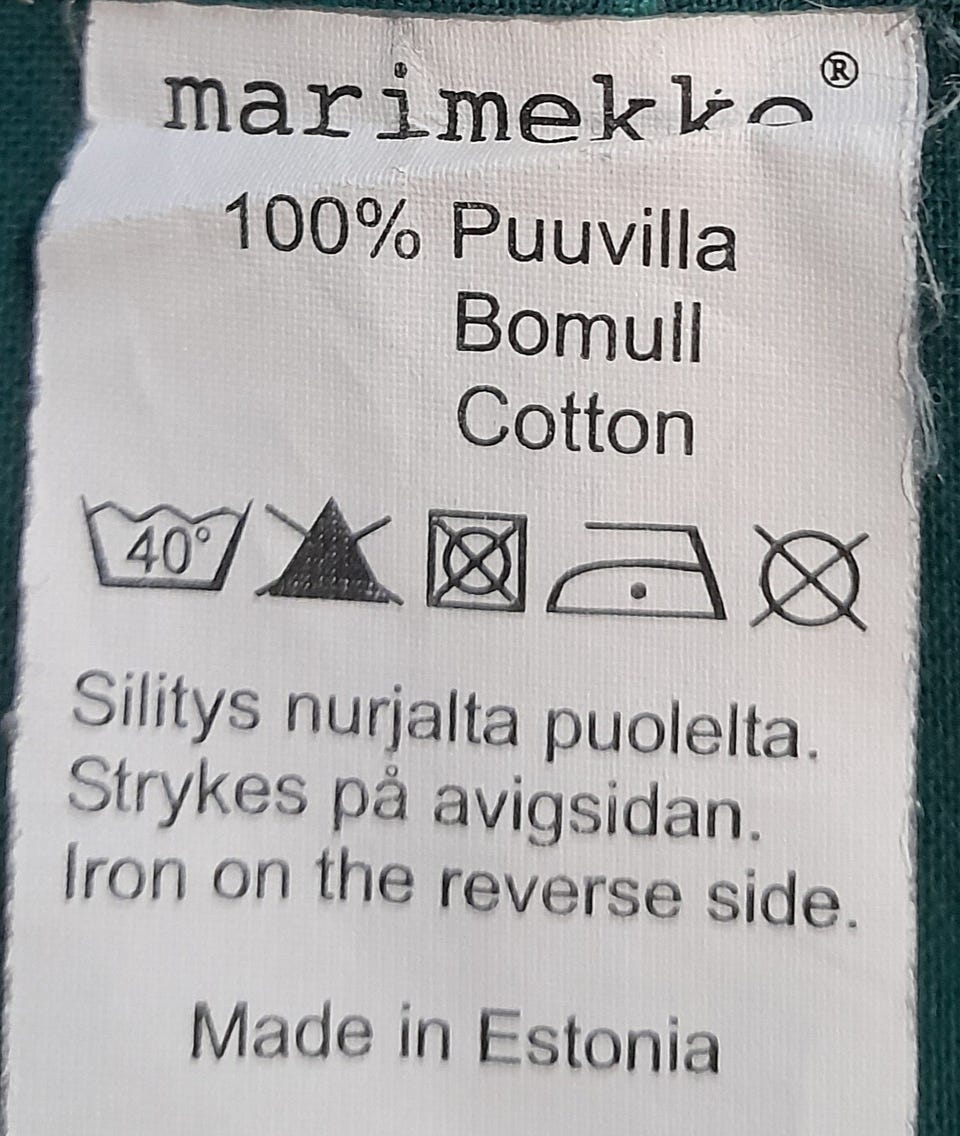 marimekko®
100% Puuvilla
Bomull
Cotton
40°
Silitys nurjalta puolelta.
Strykes på avigsidan.
Iron on the reverse side.
Made in Estonia